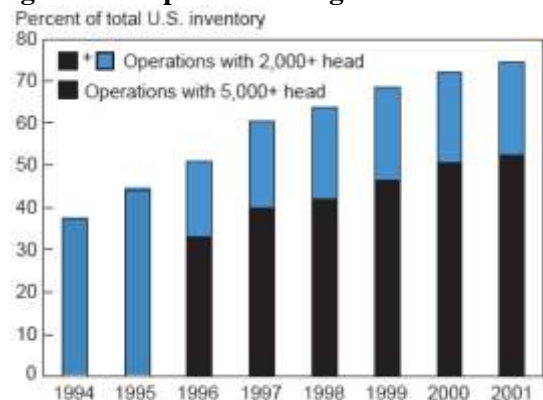 Percent of total U.S. inventory
80
+ Operations with 2,000+ head
70
Operations with 5,000+ head
60
50
40
30
20
10
0
1994 1995 1996 1997 1998 1999 2000 2001